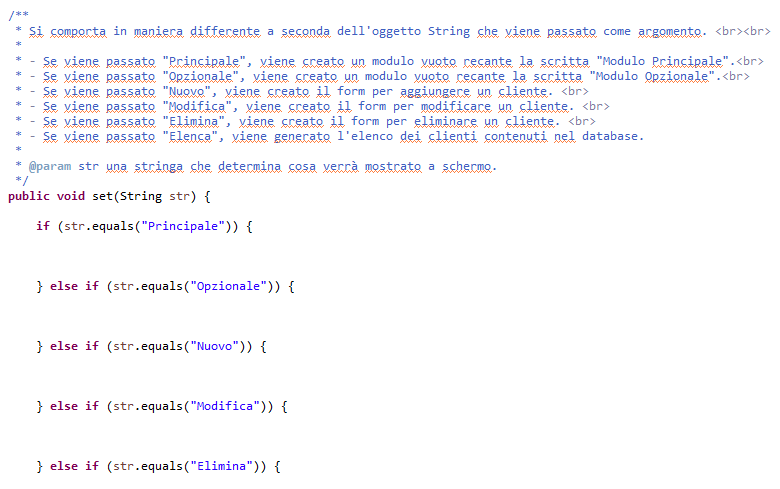 /**
 * Si comporta in maniera differente a seconda dell'oggetto String che viene passato come argomento. <br><br>
 *
 * - Se viene passato "Principale", viene creato un modulo vuoto recante la scritta "Modulo Principale".<br>
 * - Se viene passato "Opzionale", viene creato un modulo vuoto recante la scritta "Modulo Opzionale".<br>
 * - Se viene passato "Nuovo", viene creato il form per aggiungere un cliente. <br>
 * - Se viene passato "Modifica", viene creato il form per modificare un cliente. <br>
 * - Se viene passato "Elimina", viene creato il form per eliminare un cliente. <br>
 * - Se viene passato "Elenca", viene generato l'elenco dei clienti contenuti nel database.
 *
 * @param str una stringa che determina cosa verrà mostrato a schermo.
 */
public void set(String str) {
    if (str.equals("Principale")) {
    } else if (str.equals("Opzionale")) {
    } else if (str.equals("Nuovo")) {
    } else if (str.equals("Modifica")) {
    } else if (str.equals("Elimina")) {